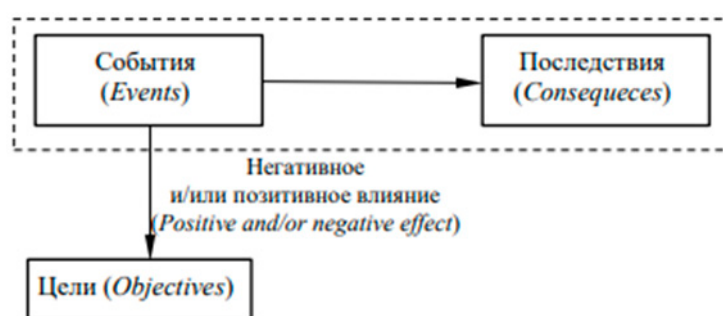 События
(Events)
Последствия
(Consequeces)
Негативное
и/или позитивное влияние
(Positive and/or negative effect)
Цели (Objectives)